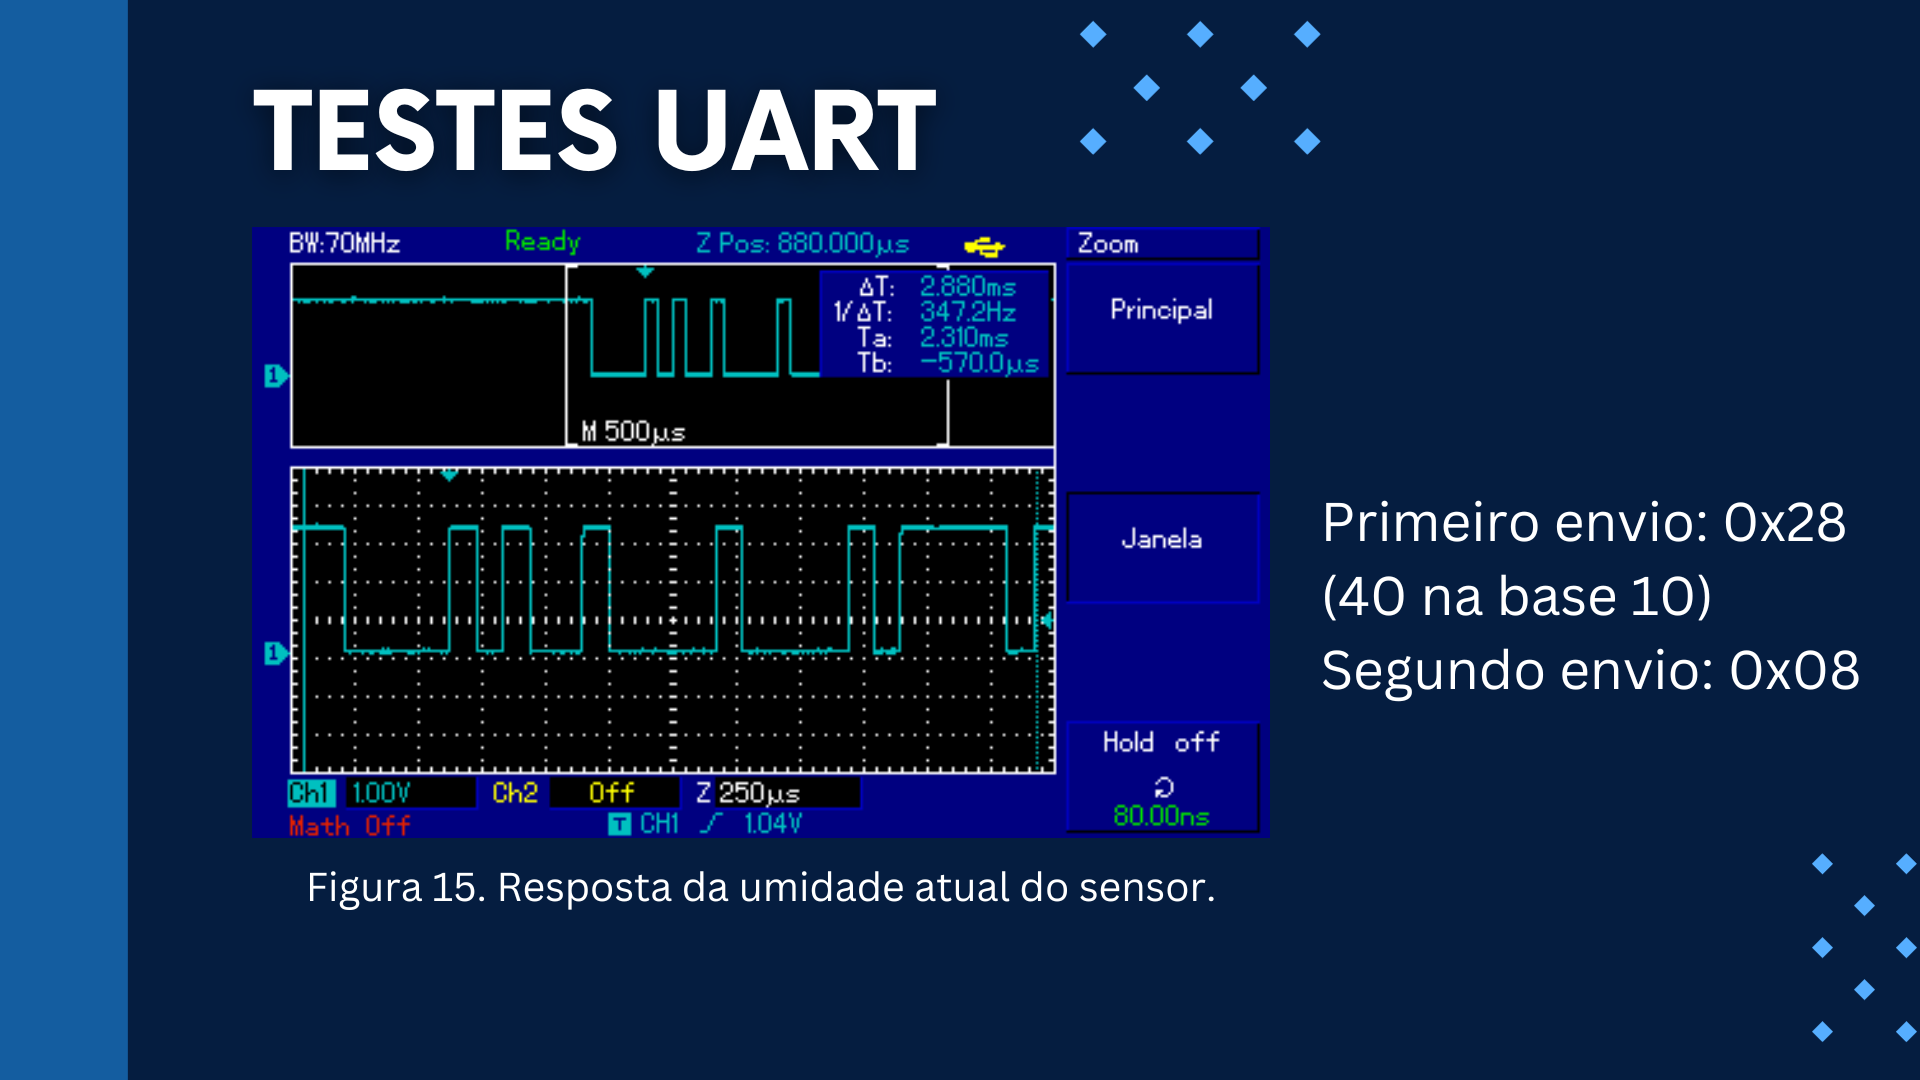 TESTES UART
BW:70MHz Ready Z Pos: 880.000µs Zoom
ΔT: 2.880ms
1/ΔT: 347.2Hz
Ta: 2.310ms
Tb: -570.0µs
Principal
1
M 500µs
Janela
1
Hold off
80.00ns
Ch1 1.00V Ch2 Off Z 250µs
Math Off T CH1 1.04V
Primeiro envio: 0x28
(40 na base 10)
Segundo envio: 0x08
Figura 15. Resposta da umidade atual do sensor.